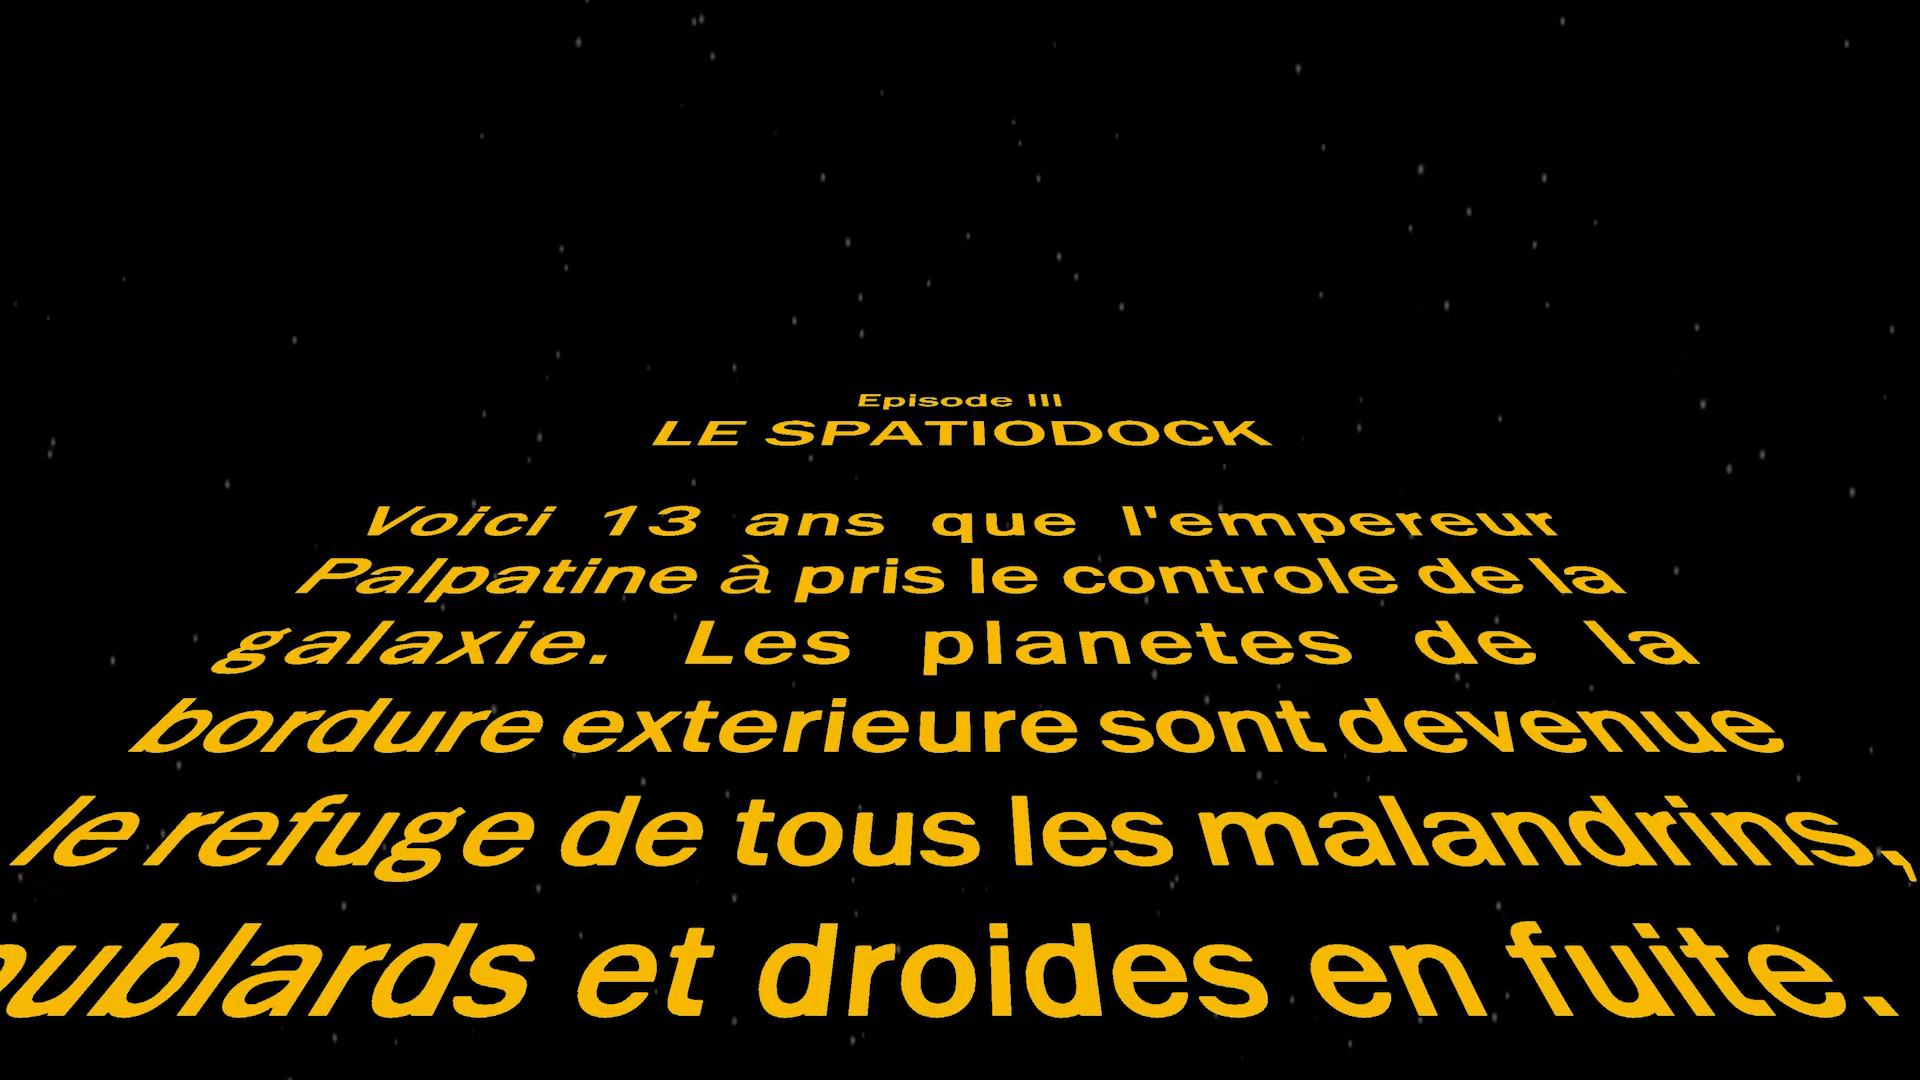 Episode III
LE SPATIODOCK
Voici 13 ans que l'empereur
Palpatine à pris le controle de la
galaxie. Les planetes de la
bordure exterieure sont devenue
le refuge de tous les malandrins,
et droides en fuite.